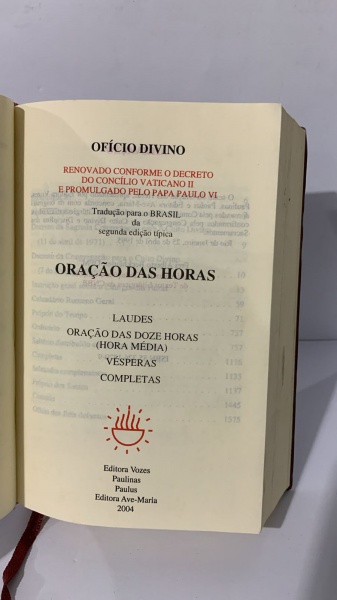 OFÍCIO DIVINO
RENOVADO CONFORME O DECRETO
DO CONCÍLIO VATICANO II
E PROMULGADO PELO PAPA PAULO VI
Tradução para o BRASIL
da
segunda edição típica
ORAÇÃO DAS HORAS
LAUDES
ORAÇÃO DAS DOZE HORAS
(HORA MÉDIA)
VÉSPERAS
COMPLETAS
Editora Vozes
Paulinas
Paulus
Editora Ave-Maria
2004